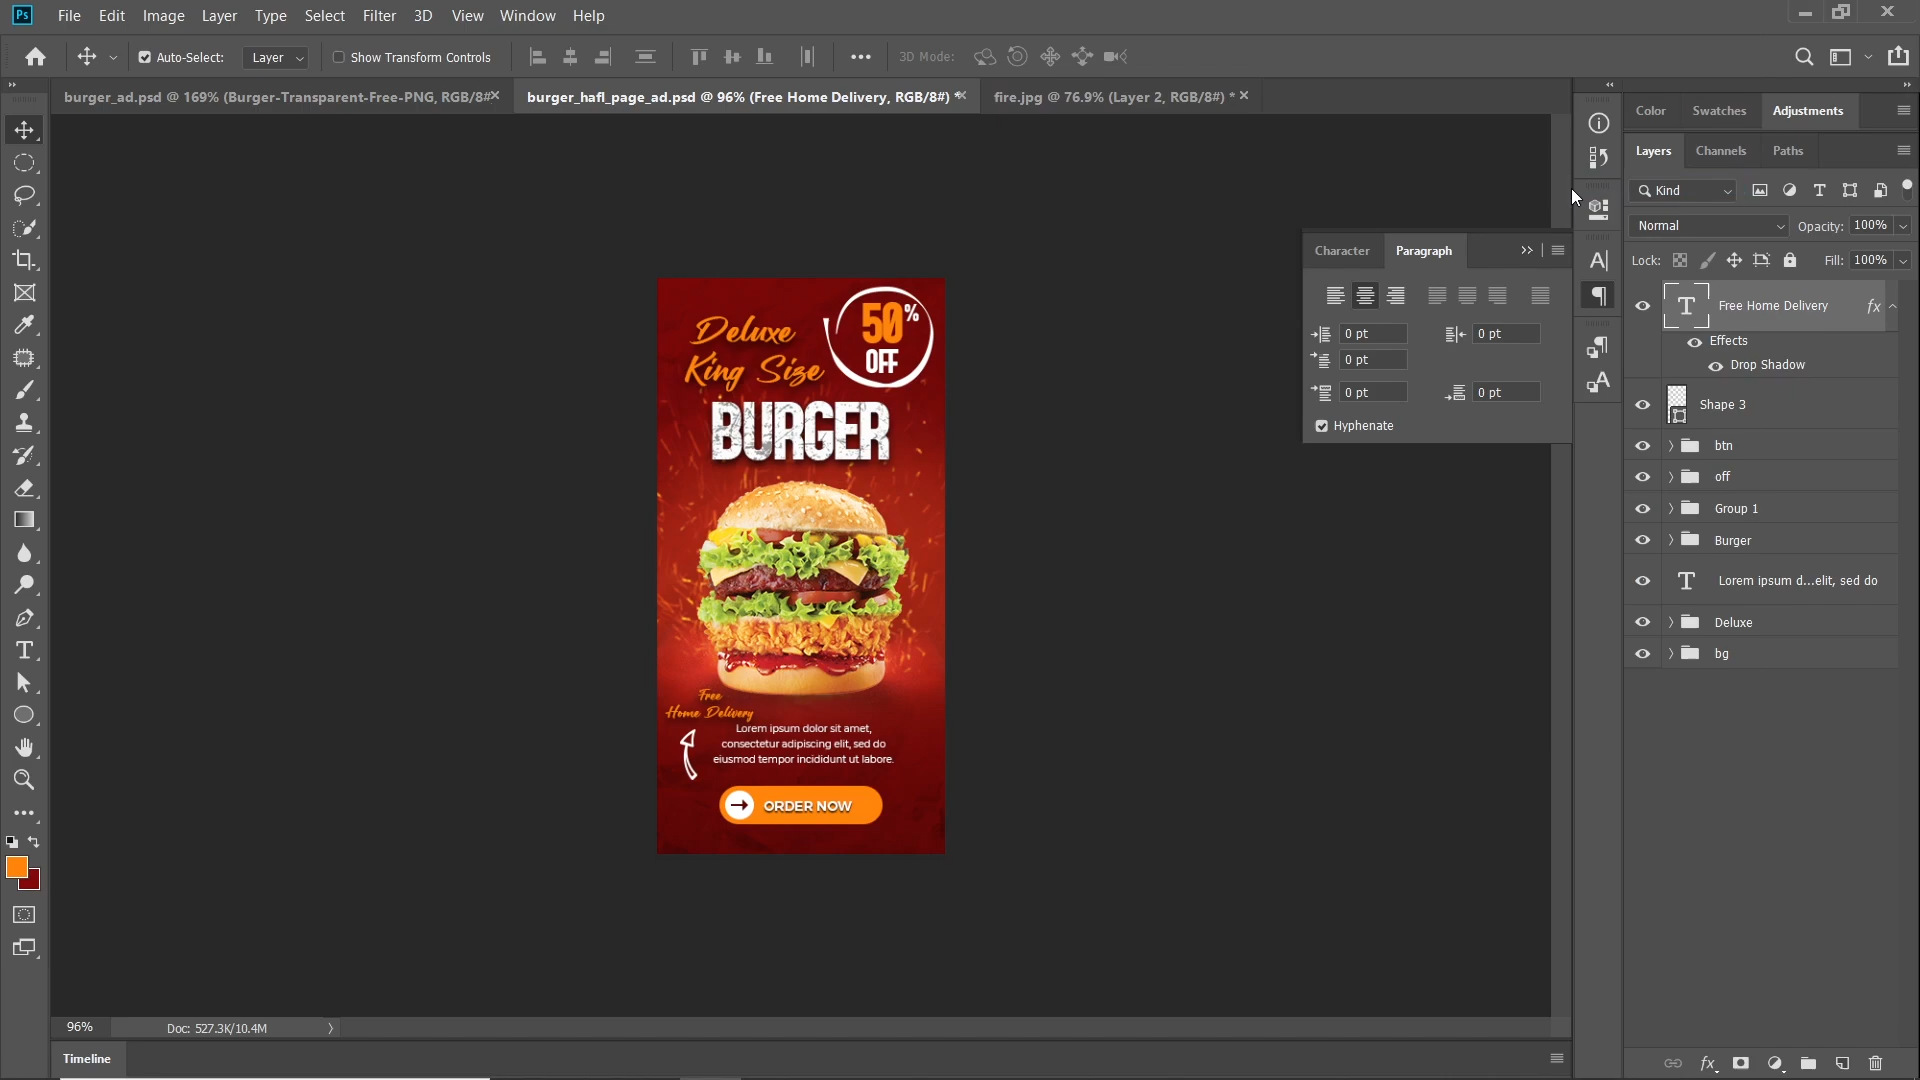 Ps File Edit Image Layer Type Select Filter 3D View Window Help
Auto-Select: Layer Show Transform Controls 3D Mode:
burger_ad.psd @ 169% (Burger-Transparent-Free-PNG, RGB/8#)
burger_hafl_page_ad.psd @ 96% (Free Home Delivery, RGB/8#) *
fire.jpg @ 76.9% (Layer 2, RGB/8#) *
Deluxe
King Size
50%
OFF
BURGER
Free
Home Delivery
Lorem ipsum dolor sit amet,
consectetur adipiscing elit, sed do
eiusmod tempor incididunt ut labore.
ORDER NOW
Character Paragraph
0 pt 0 pt
0 pt
0 pt 0 pt
Hyphenate
Color Swatches Adjustments
Layers Channels Paths
Kind
Normal Opacity: 100%
Lock: Fill: 100%
T Free Home Delivery fx
Effects
Drop Shadow
Shape 3
btn
off
Group 1
Burger
T Lorem ipsum d...elit, sed do
Deluxe
bg
96% Doc: 527.3K/10.4M
Timeline
fx